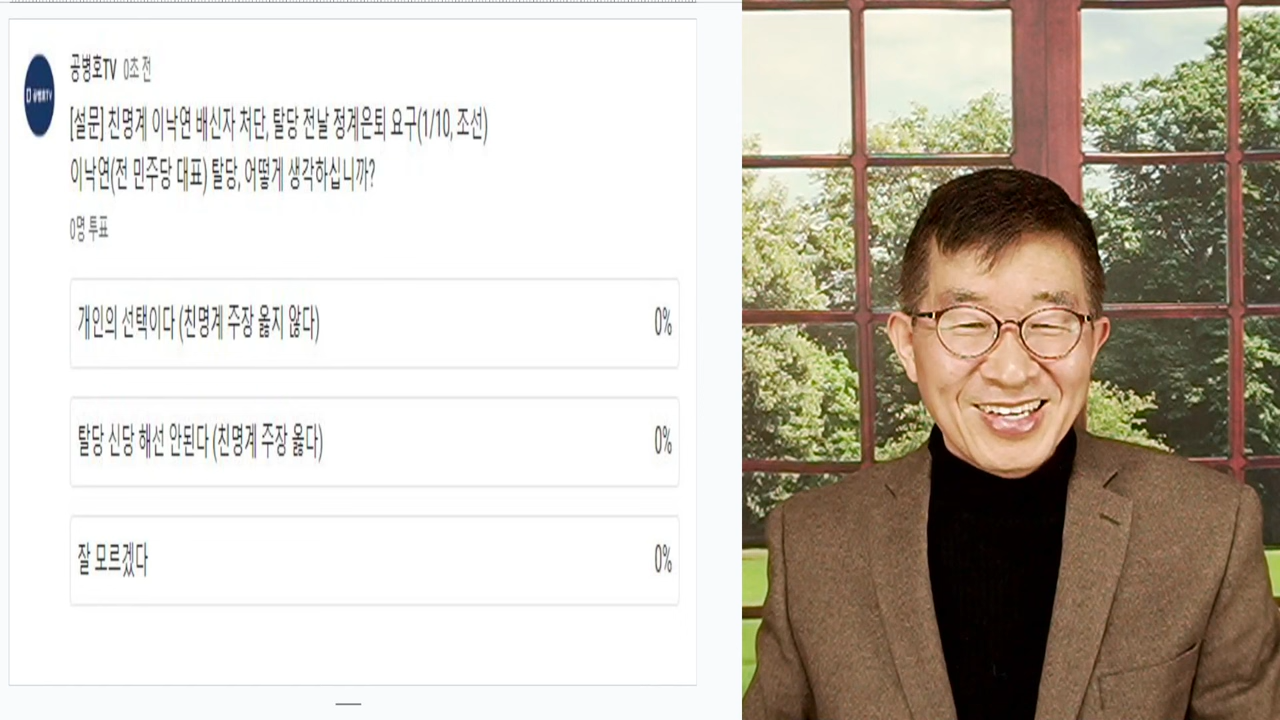 공병호TV
공병호TV 0초 전
[설문] 친명계 이낙연 배신자 처단, 탈당 전날 정계은퇴 요구(1/10, 조선)
이낙연(전 민주당 대표) 탈당, 어떻게 생각하십니까?
0명 투표
개인의 선택이다 (친명계 주장 옳지 않다) 0%
탈당 신당 해선 안된다 (친명계 주장 옳다) 0%
잘 모르겠다 0%